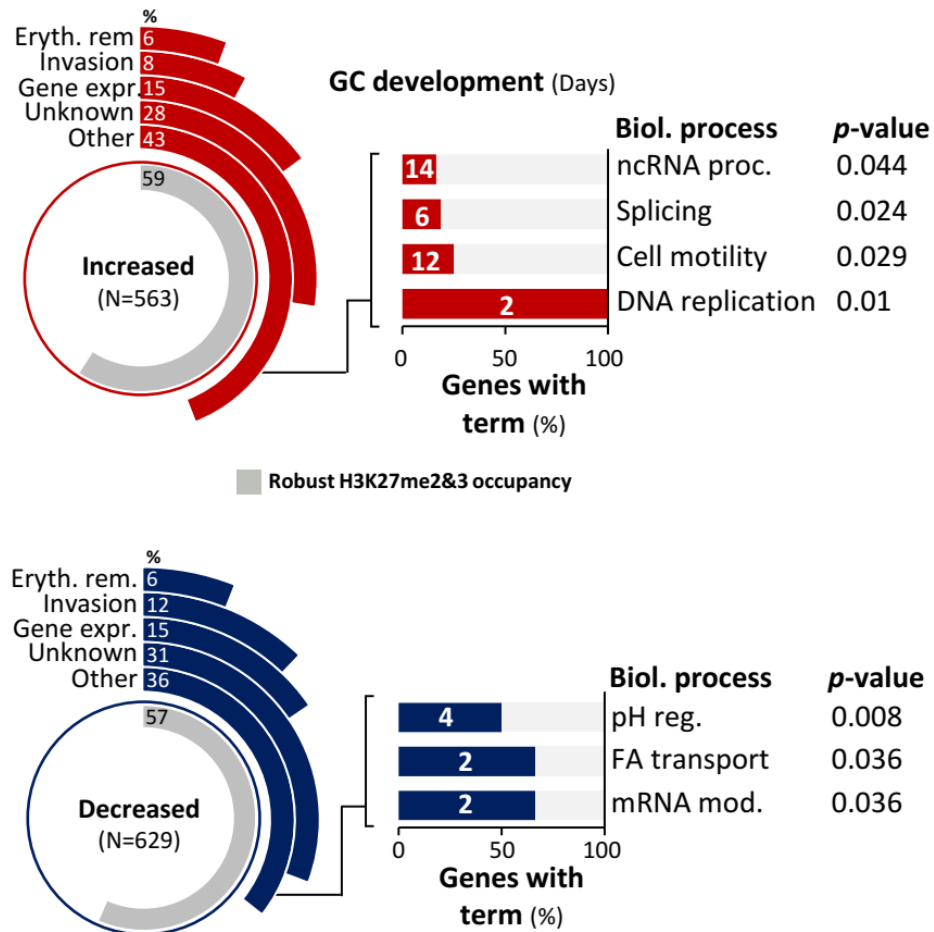 %
Eryth. rem 6
Invasion 8
Gene expr. 15
Unknown 28
Other 43
59
Increased
(N=563)
GC development (Days)
Biol. process p-value
14 ncRNA proc. 0.044
6 Splicing 0.024
12 Cell motility 0.029
2 DNA replication 0.01
0 50 100
Genes with
term (%)
Robust H3K27me2&3 occupancy
%
Eryth. rem. 6
Invasion 12
Gene expr. 15
Unknown 31
Other 36
57
Decreased
(N=629)
Biol. process p-value
4 pH reg. 0.008
2 FA transport 0.036
2 mRNA mod. 0.036
0 50 100
Genes with
term (%)